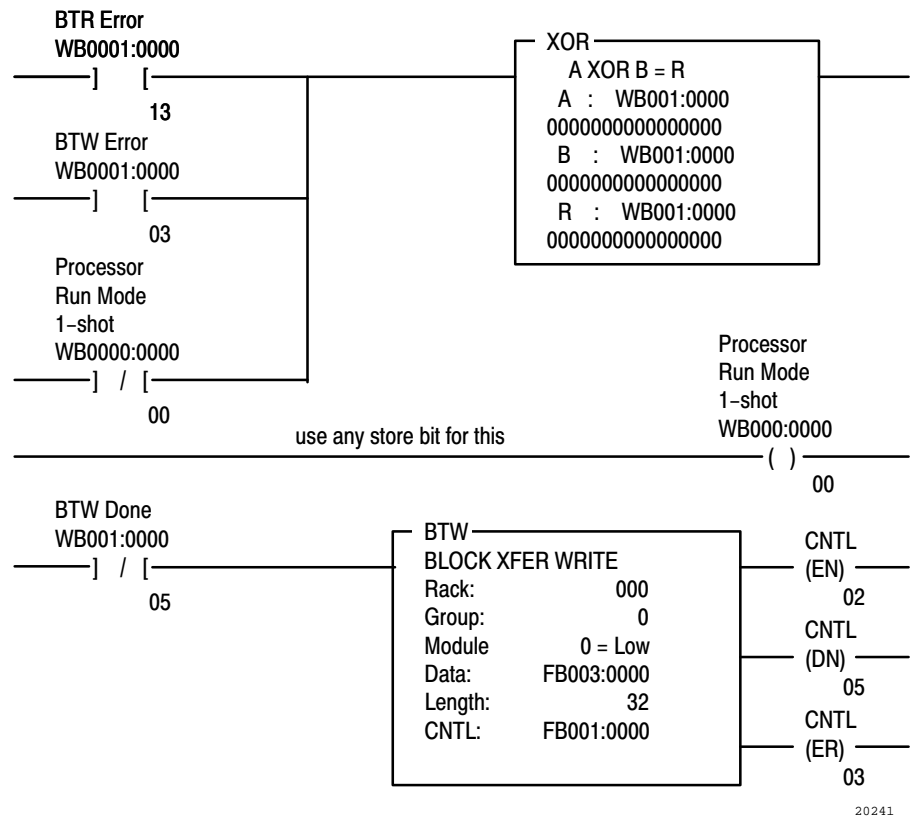 BTR Error
WB0001:0000
] [
13
BTW Error
WB0001:0000
] [
03
Processor
Run Mode
1–shot
WB0000:0000
] / [
00
XOR
A XOR B = R
A : WB001:0000
0000000000000000
B : WB001:0000
0000000000000000
R : WB001:0000
0000000000000000
use any store bit for this
Processor
Run Mode
1–shot
WB000:0000
( )
00
BTW Done
WB001:0000
] / [
05
BTW
BLOCK XFER WRITE
Rack: 000
Group: 0
Module 0 = Low
Data: FB003:0000
Length: 32
CNTL: FB001:0000
CNTL
(EN)
02
CNTL
(DN)
05
CNTL
(ER)
03
20241